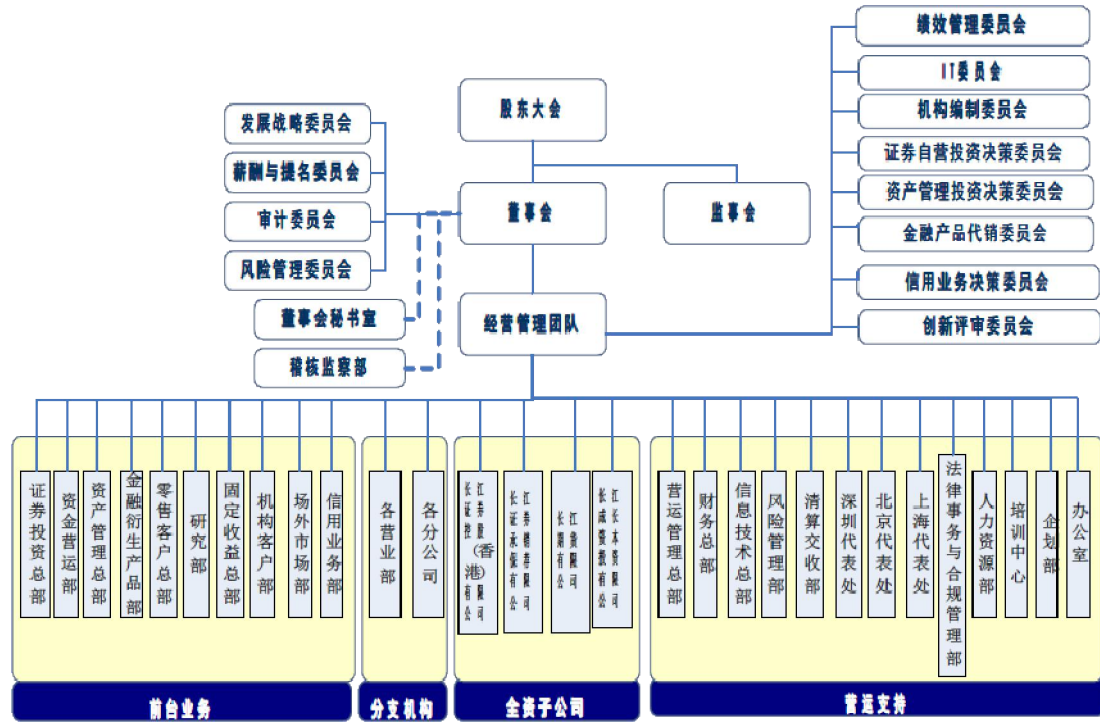 绩效管理委员会
IT委员会
机构编制委员会
证券自营投资决策委员会
资产管理投资决策委员会
金融产品代销委员会
信用业务决策委员会
创新评审委员会
股东大会
发展战略委员会
薪酬与提名委员会
审计委员会
风险管理委员会
董事会
监事会
董事会秘书室
稽核监察部
经营管理团队
证券投资总部
资金营运部
资产管理总部
金融衍生产品部
零售客户总部
研究部
固定收益总部
机构客户部
场外市场部
信用业务部
各营业部
各分公司
长江证券控股(香港)有限公司
长江证券承销保荐有限公司
长江期货有限公司
长江成长资本投资有限公司
营运管理总部
财务总部
信息技术总部
风险管理部
清算交收部
深圳代表处
北京代表处
上海代表处
法律事务与合规管理部
人力资源部
培训中心
企划部
办公室
前台业务
分支机构
全资子公司
营运支持